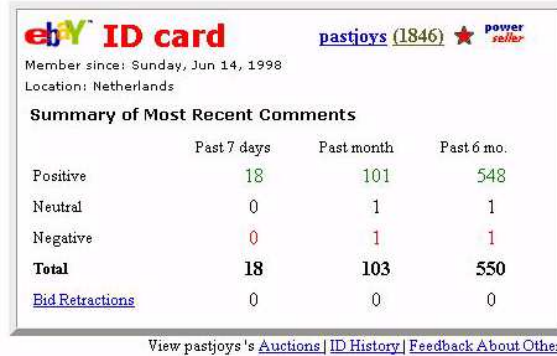 ebay™ ID card pastjoys (1846) power seller
Member since: Sunday, Jun 14, 1998
Location: Netherlands
Summary of Most Recent Comments
Past 7 days Past month Past 6 mo.
Positive 18 101 548
Neutral 0 1 1
Negative 0 1 1
Total 18 103 550
Bid Retractions 0 0 0
View pastjoys 's Auctions | ID History | Feedback About Othe